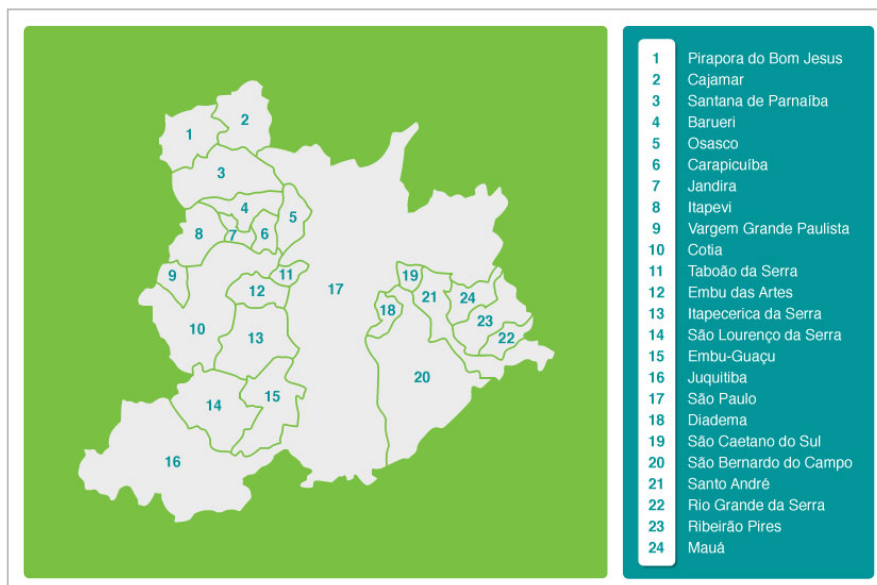 1 Pirapora do Bom Jesus
2 Cajamar
3 Santana de Parnaíba
4 Barueri
5 Osasco
6 Carapicuíba
7 Jandira
8 Itapevi
9 Vargem Grande Paulista
10 Cotia
11 Taboão da Serra
12 Embu das Artes
13 Itapecerica da Serra
14 São Lourenço da Serra
15 Embu-Guaçu
16 Juquitiba
17 São Paulo
18 Diadema
19 São Caetano do Sul
20 São Bernardo do Campo
21 Santo André
22 Rio Grande da Serra
23 Ribeirão Pires
24 Mauá
2
1
3
4
5
8
7
6
9
11
19
17
12
21
24
18
23
10
13
22
20
15
14
16